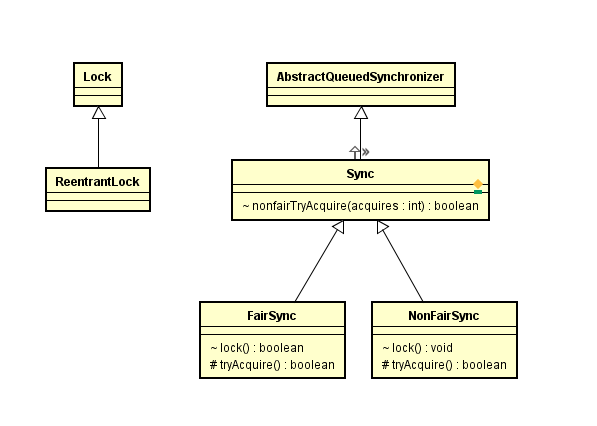 Lock
AbstractQueuedSynchronizer
ReentrantLock
Sync
~ nonfairTryAcquire(acquires : int) : boolean
FairSync
~ lock() : boolean
# tryAcquire() : boolean
NonFairSync
~ lock() : void
# tryAcquire() : boolean